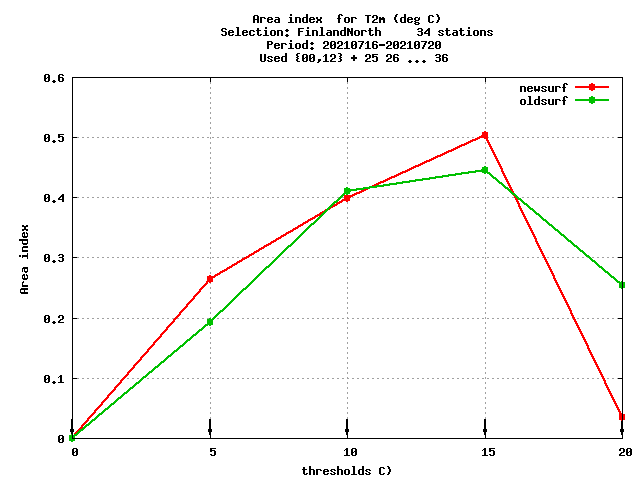 Area index  for T2m (deg C)
Selection: FinlandNorth     34 stations
Period: 20210716-20210720
Used {00,12} + 25 26 ... 36
newsurf
oldsurf
0.6
0.5
0.4
0.3
0.2
0.1
0
Area index
0 5 10 15 20
thresholds C)